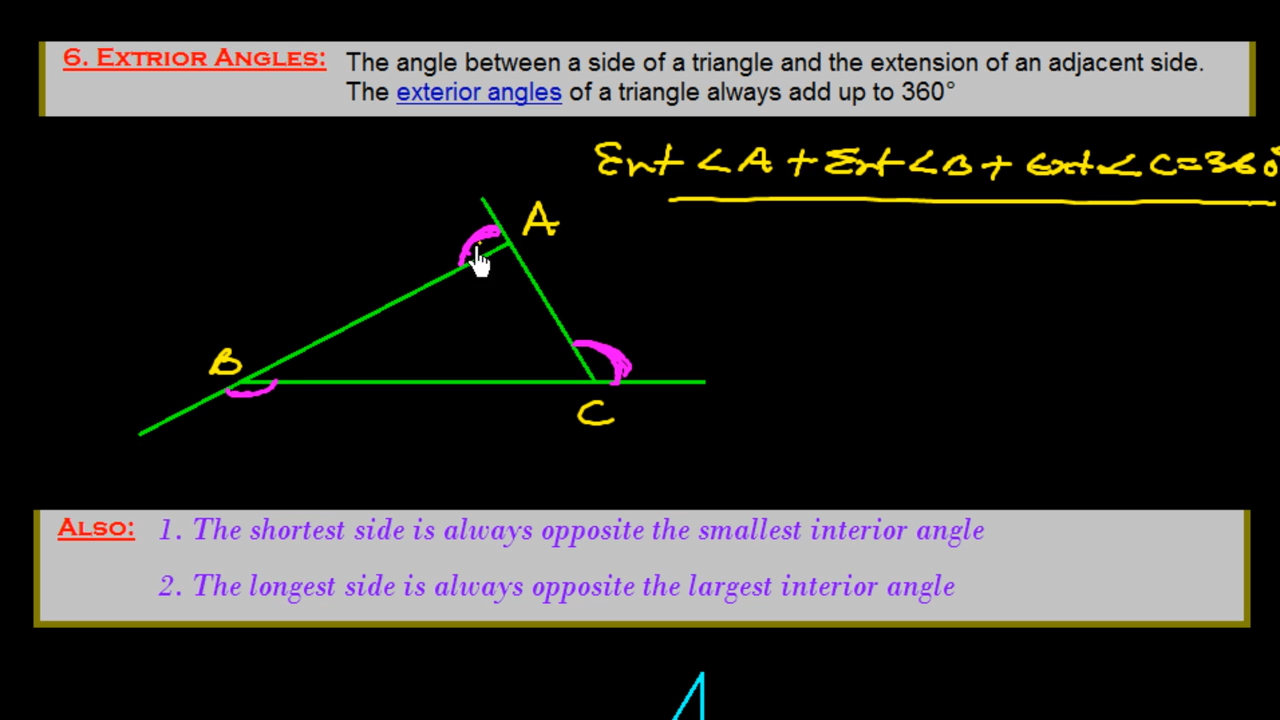 6. EXTRIOR ANGLES: The angle between a side of a triangle and the extension of an adjacent side.
The exterior angles of a triangle always add up to 360°
Ext <A + Ext <B + Ext < C = 360°
A
B
C
ALSO: 1. The shortest side is always opposite the smallest interior angle
2. The longest side is always opposite the largest interior angle